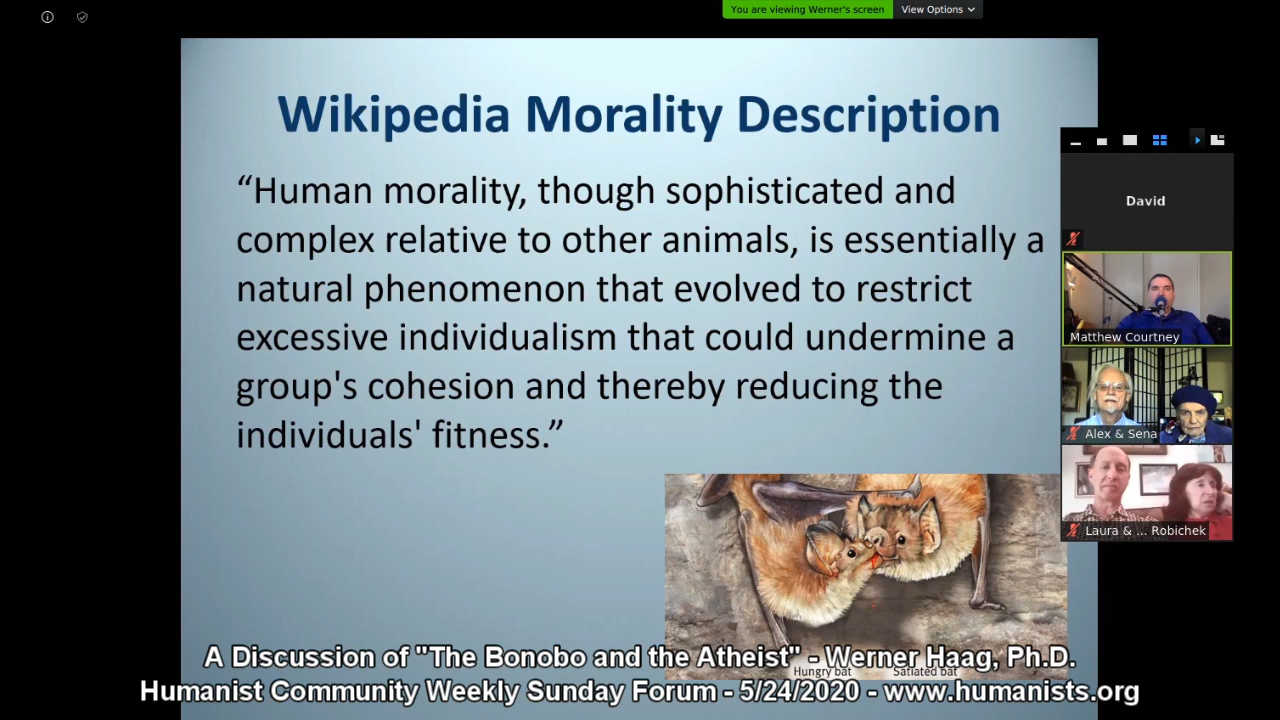 You are viewing Werner's screen
View Options
Wikipedia Morality Description
“Human morality, though sophisticated and
complex relative to other animals, is essentially a
natural phenomenon that evolved to restrict
excessive individualism that could undermine a
group's cohesion and thereby reducing the
individuals' fitness.”
David
Matthew Courtney
Alex & Sena
Laura & ... Robichek
Hungry bat
Satiated bat
A Discussion of "The Bonobo and the Atheist" - Werner Haag, Ph.D.
Humanist Community Weekly Sunday Forum - 5/24/2020 - www.humanists.org